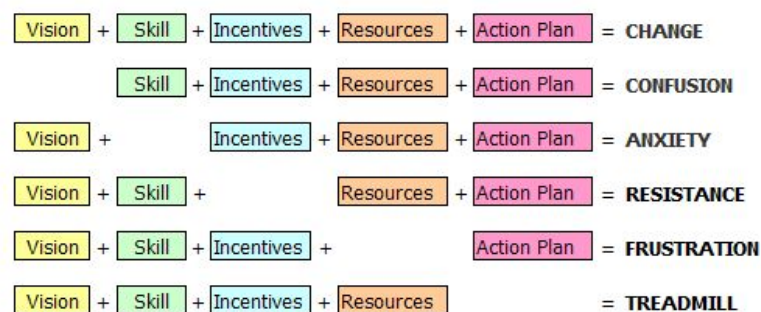 Vision + Skill + Incentives + Resources + Action Plan = CHANGE
Skill + Incentives + Resources + Action Plan = CONFUSION
Vision + Incentives + Resources + Action Plan = ANXIETY
Vision + Skill + Resources + Action Plan = RESISTANCE
Vision + Skill + Incentives + Action Plan = FRUSTRATION
Vision + Skill + Incentives + Resources = TREADMILL